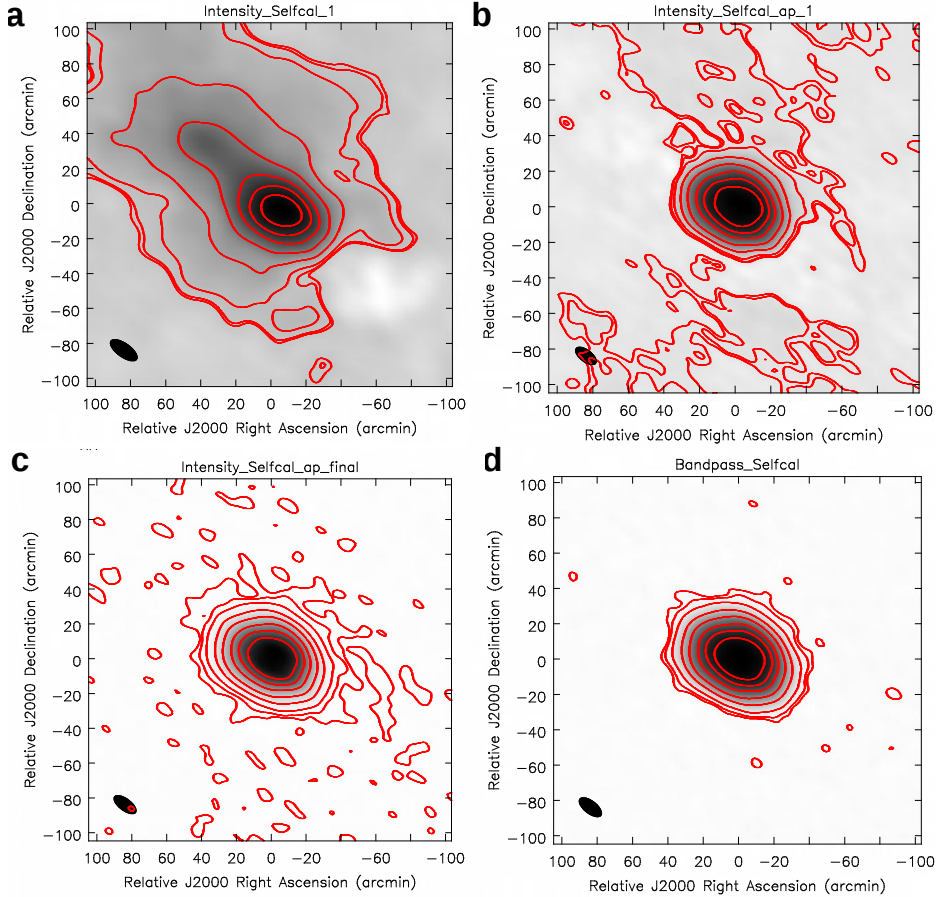 a
Intensity_Selfcal_1
100
80
60
40
20
0
−20
−40
−60
−80
−100
Relative J2000 Declination (arcmin)
100 80 60 40 20 0 −20 −60 −100
Relative J2000 Right Ascension (arcmin)
b
Intensity_Selfcal_ap_1
100
80
60
40
20
0
−20
−40
−60
−80
−100
Relative J2000 Declination (arcmin)
100 80 60 40 20 0 −20 −60 −100
Relative J2000 Right Ascension (arcmin)
c
Intensity_Selfcal_ap_final
100
80
60
40
20
0
−20
−40
−60
−80
−100
Relative J2000 Declination (arcmin)
100 80 60 40 20 0 −20 −60 −100
Relative J2000 Right Ascension (arcmin)
d
Bandpass_Selfcal
100
80
60
40
20
0
−20
−40
−60
−80
−100
Relative J2000 Declination (arcmin)
100 80 60 40 20 0 −20 −60 −100
Relative J2000 Right Ascension (arcmin)